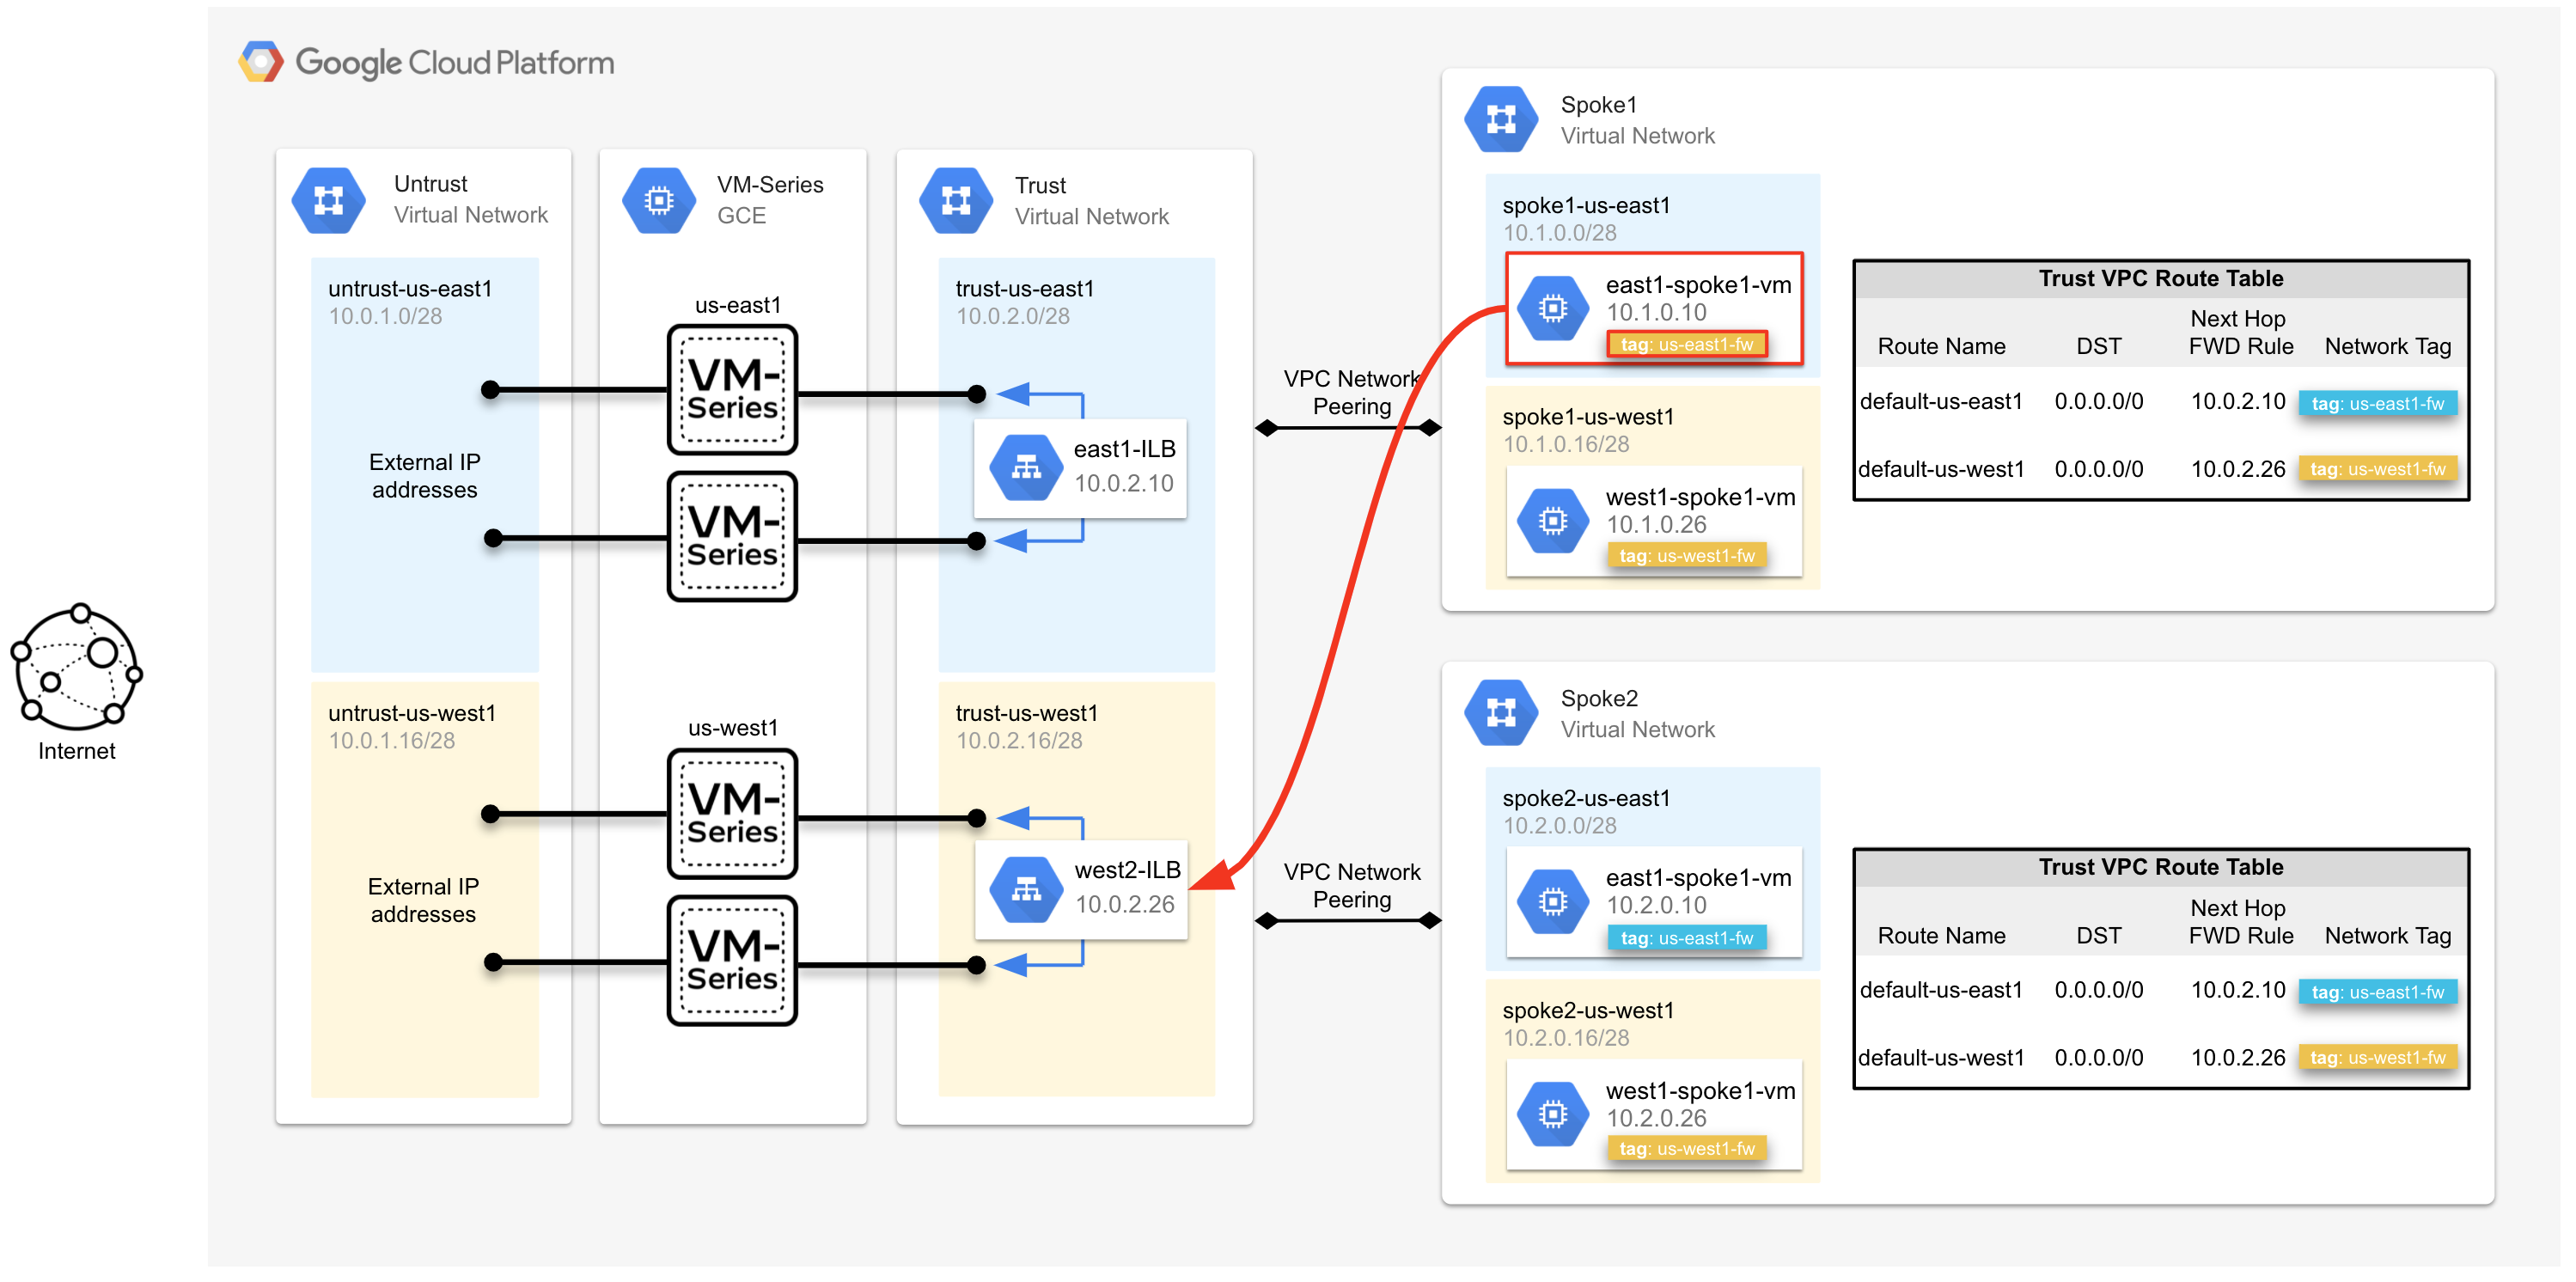 Google Cloud Platform
Untrust
Virtual Network
untrust-us-east1
10.0.1.0/28
External IP
addresses
untrust-us-west1
10.0.1.16/28
External IP
addresses
Internet
VM-Series
GCE
us-east1
VM-
Series
VM-
Series
us-west1
VM-
Series
VM-
Series
Trust
Virtual Network
trust-us-east1
10.0.2.0/28
east1-ILB
10.0.2.10
trust-us-west1
10.0.2.16/28
west2-ILB
10.0.2.26
VPC Network
Peering
VPC Network
Peering
Spoke1
Virtual Network
spoke1-us-east1
10.1.0.0/28
east1-spoke1-vm
10.1.0.10
tag: us-east1-fw
spoke1-us-west1
10.1.0.16/28
west1-spoke1-vm
10.1.0.26
tag: us-west1-fw
Trust VPC Route Table
Route Name DST Next Hop FWD Rule Network Tag
default-us-east1 0.0.0.0/0 10.0.2.10 tag: us-east1-fw
default-us-west1 0.0.0.0/0 10.0.2.26 tag: us-west1-fw
Spoke2
Virtual Network
spoke2-us-east1
10.2.0.0/28
east1-spoke1-vm
10.2.0.10
tag: us-east1-fw
spoke2-us-west1
10.2.0.16/28
west1-spoke1-vm
10.2.0.26
tag: us-west1-fw
Trust VPC Route Table
Route Name DST Next Hop FWD Rule Network Tag
default-us-east1 0.0.0.0/0 10.0.2.10 tag: us-east1-fw
default-us-west1 0.0.0.0/0 10.0.2.26 tag: us-west1-fw